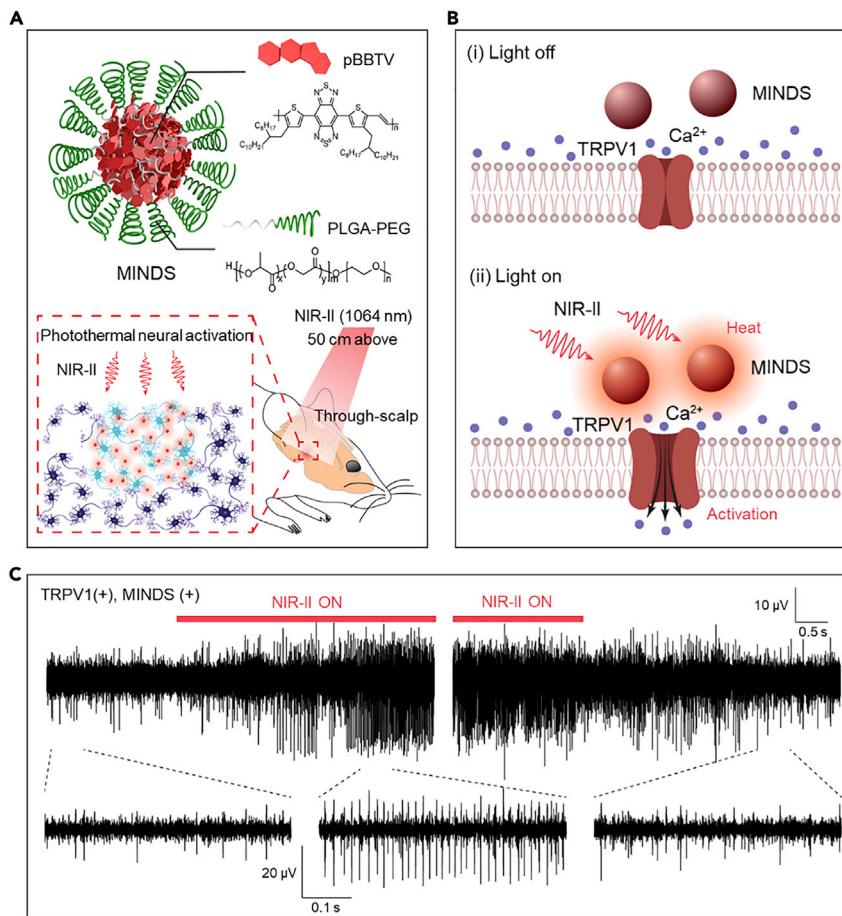 A
pBBTV
C₈H₁₇
C₁₀H₂₁
C₈H₁₇
C₁₀H₂₁
PLGA-PEG
MINDS
NIR-II (1064 nm)
50 cm above
Through-scalp
Photothermal neural activation
NIR-II
B
(i) Light off
MINDS
Ca²⁺
TRPV1
(ii) Light on
NIR-II
Heat
MINDS
Ca²⁺
TRPV1
Activation
C
TRPV1(+), MINDS (+)
NIR-II ON
NIR-II ON
10 µV
0.5 s
20 µV
0.1 s